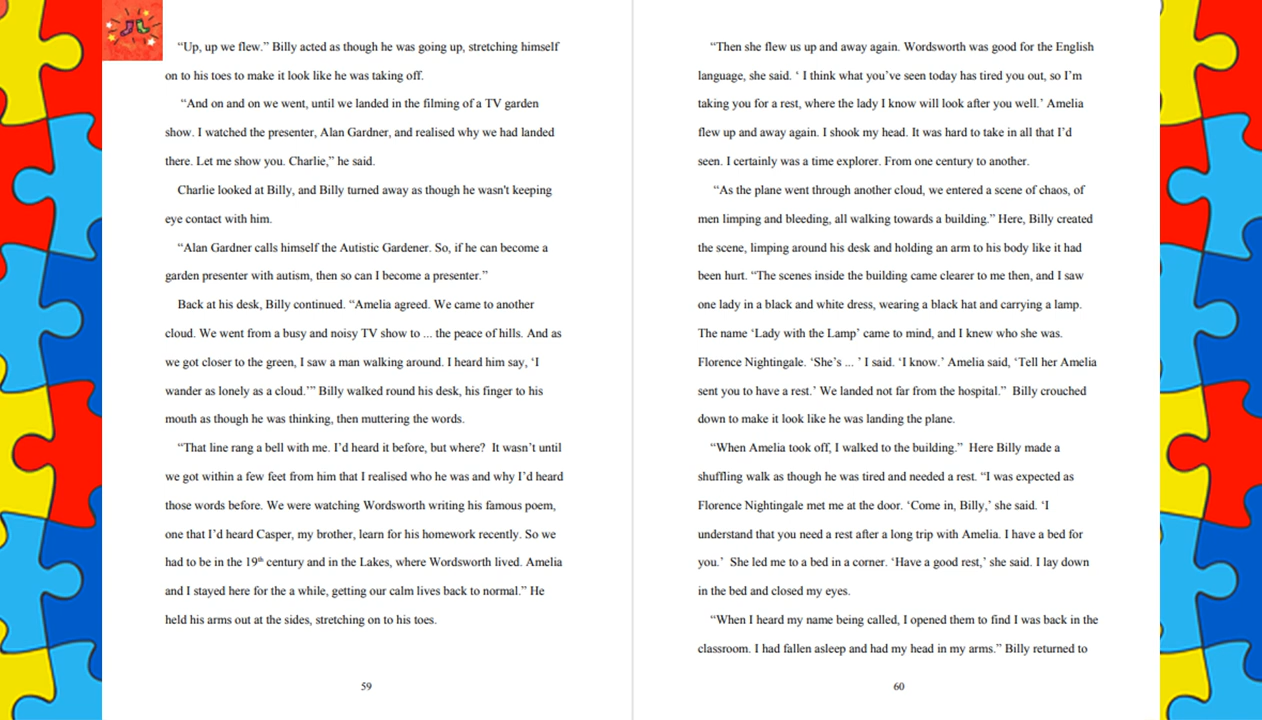 “Up, up we flew.” Billy acted as though he was going up, stretching himself
on to his toes to make it look like he was taking off.
“And on and on we went, until we landed in the filming of a TV garden
show. I watched the presenter, Alan Gardner, and realised why we had landed
there. Let me show you. Charlie,” he said.
Charlie looked at Billy, and Billy turned away as though he wasn't keeping
eye contact with him.
“Alan Gardner calls himself the Autistic Gardener. So, if he can become a
garden presenter with autism, then so can I become a presenter.”
Back at his desk, Billy continued. “Amelia agreed. We came to another
cloud. We went from a busy and noisy TV show to ... the peace of hills. And as
we got closer to the green, I saw a man walking around. I heard him say, ‘I
wander as lonely as a cloud.’” Billy walked round his desk, his finger to his
mouth as though he was thinking, then muttering the words.
“That line rang a bell with me. I’d heard it before, but where?  It wasn’t until
we got within a few feet from him that I realised who he was and why I’d heard
those words before. We were watching Wordsworth writing his famous poem,
one that I’d heard Casper, my brother, learn for his homework recently. So we
had to be in the 19th century and in the Lakes, where Wordsworth lived. Amelia
and I stayed here for the a while, getting our calm lives back to normal.” He
held his arms out at the sides, stretching on to his toes.
59
“Then she flew us up and away again. Wordsworth was good for the English
language, she said. ‘ I think what you’ve seen today has tired you out, so I’m
taking you for a rest, where the lady I know will look after you well.’ Amelia
flew up and away again. I shook my head. It was hard to take in all that I’d
seen. I certainly was a time explorer. From one century to another.
“As the plane went through another cloud, we entered a scene of chaos, of
men limping and bleeding, all walking towards a building.” Here, Billy created
the scene, limping around his desk and holding an arm to his body like it had
been hurt. “The scenes inside the building came clearer to me then, and I saw
one lady in a black and white dress, wearing a black hat and carrying a lamp.
The name ‘Lady with the Lamp’ came to mind, and I knew who she was.
Florence Nightingale. ‘She’s ... ’ I said. ‘I know.’ Amelia said, ‘Tell her Amelia
sent you to have a rest.’ We landed not far from the hospital.”  Billy crouched
down to make it look like he was landing the plane.
“When Amelia took off, I walked to the building.”  Here Billy made a
shuffling walk as though he was tired and needed a rest. “I was expected as
Florence Nightingale met me at the door. ‘Come in, Billy,’ she said. ‘I
understand that you need a rest after a long trip with Amelia. I have a bed for
you.’  She led me to a bed in a corner. ‘Have a good rest,’ she said. I lay down
in the bed and closed my eyes.
“When I heard my name being called, I opened them to find I was back in the
classroom. I had fallen asleep and had my head in my arms.” Billy returned to
60